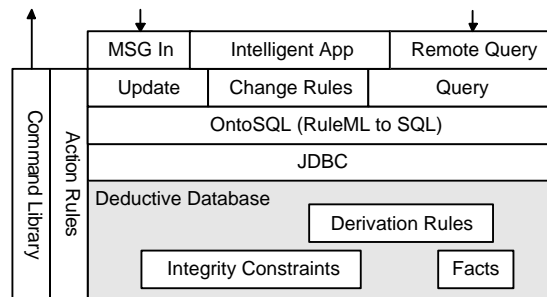 MSG In
Intelligent App
Remote Query
Update
Change Rules
Query
OntoSQL (RuleML to SQL)
JDBC
Command Library
Action Rules
Deductive Database
Derivation Rules
Integrity Constraints
Facts